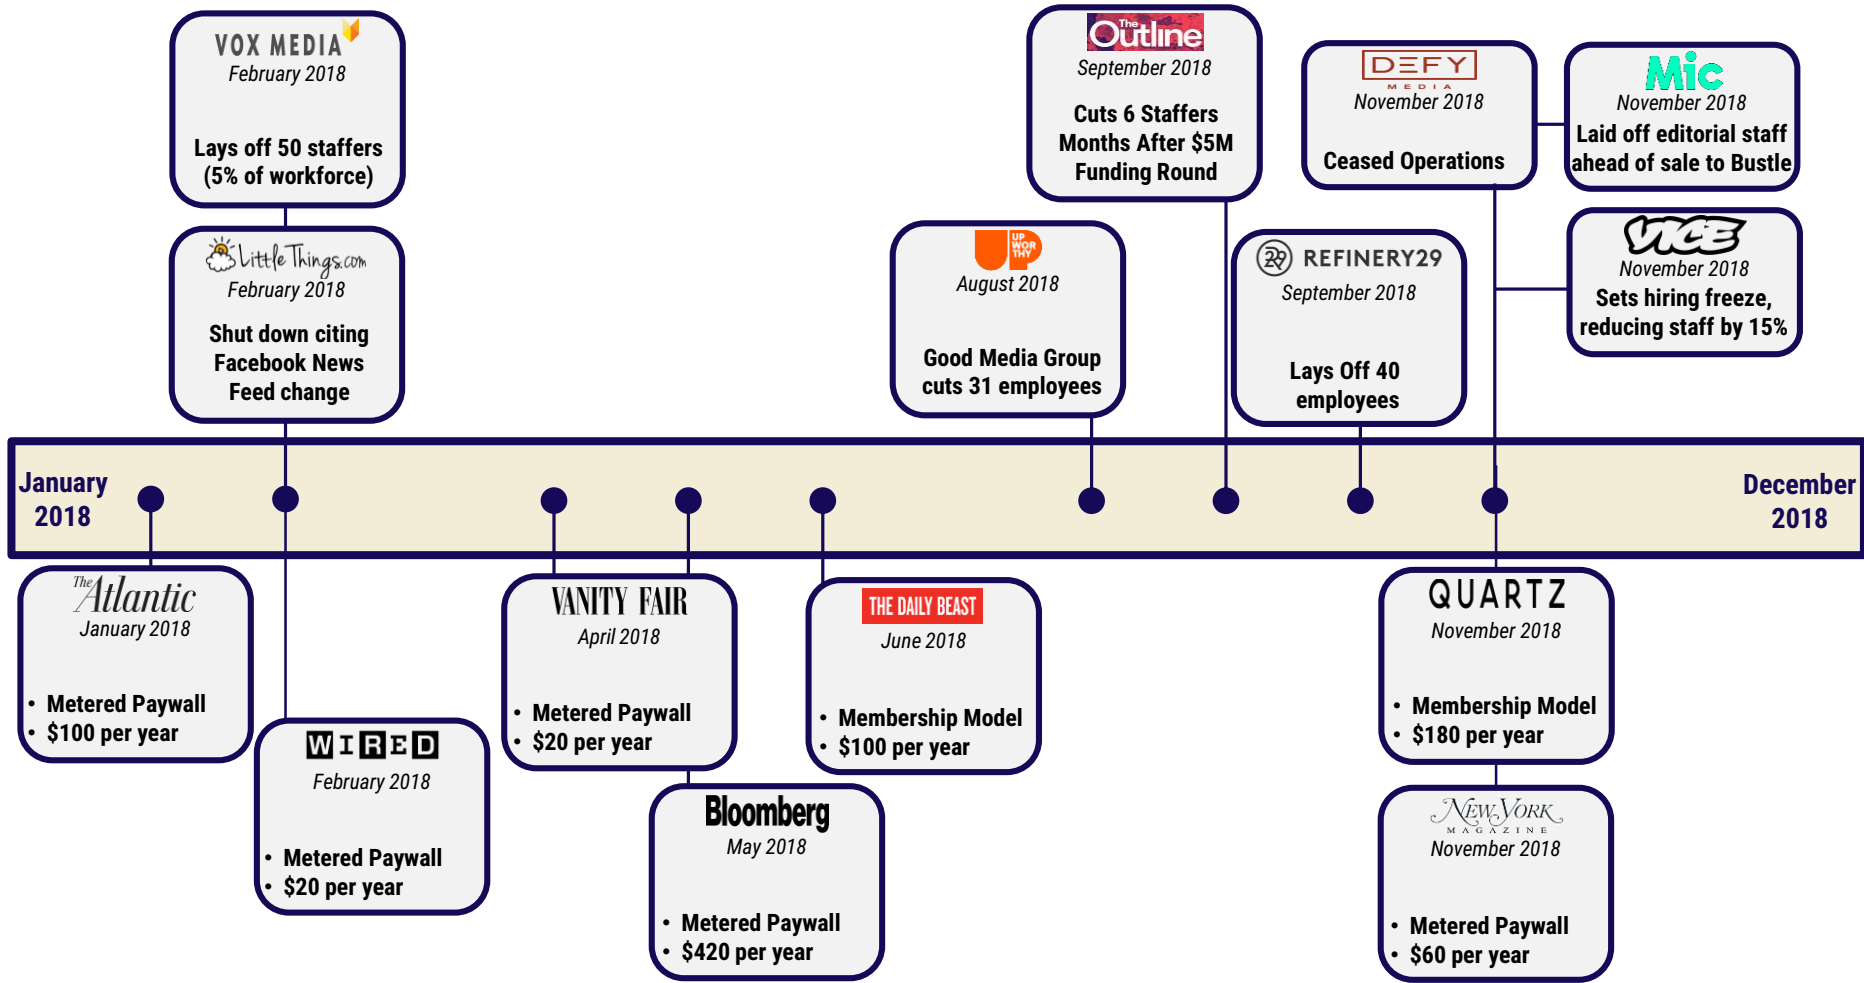 VOX MEDIA
February 2018
Lays off 50 staffers
(5% of workforce)
LittleThings.com
February 2018
Shut down citing
Facebook News
Feed change
UP
WOR
THY
August 2018
Good Media Group
cuts 31 employees
The
Outline
September 2018
Cuts 6 Staffers
Months After $5M
Funding Round
R29 REFINERY29
September 2018
Lays Off 40
employees
DEFY
MEDIA
November 2018
Ceased Operations
Mic
November 2018
Laid off editorial staff
ahead of sale to Bustle
VICE
November 2018
Sets hiring freeze,
reducing staff by 15%
January
2018
December
2018
The Atlantic
January 2018
• Metered Paywall
• $100 per year
WIRED
February 2018
• Metered Paywall
• $20 per year
VANITY FAIR
April 2018
• Metered Paywall
• $20 per year
Bloomberg
May 2018
• Metered Paywall
• $420 per year
THE DAILY BEAST
June 2018
• Membership Model
• $100 per year
QUARTZ
November 2018
• Membership Model
• $180 per year
NEW YORK
MAGAZINE
November 2018
• Metered Paywall
• $60 per year